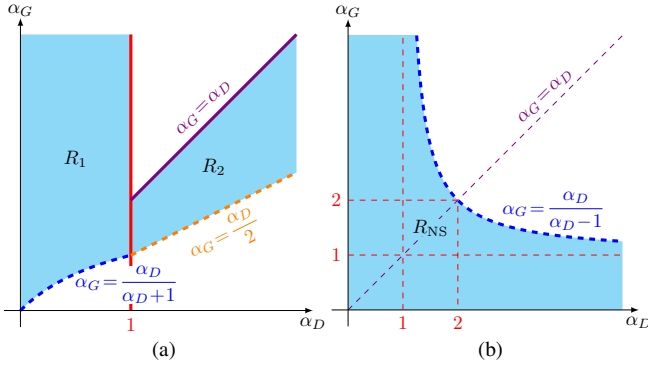 α_G
α_G = α_D
R_1
R_2
α_G = α_D/2
α_G = α_D/(α_D+1)
1
α_D
(a)
α_G
α_G = α_D
2
α_G = α_D/(α_D−1)
R_NS
1
1
2
α_D
(b)